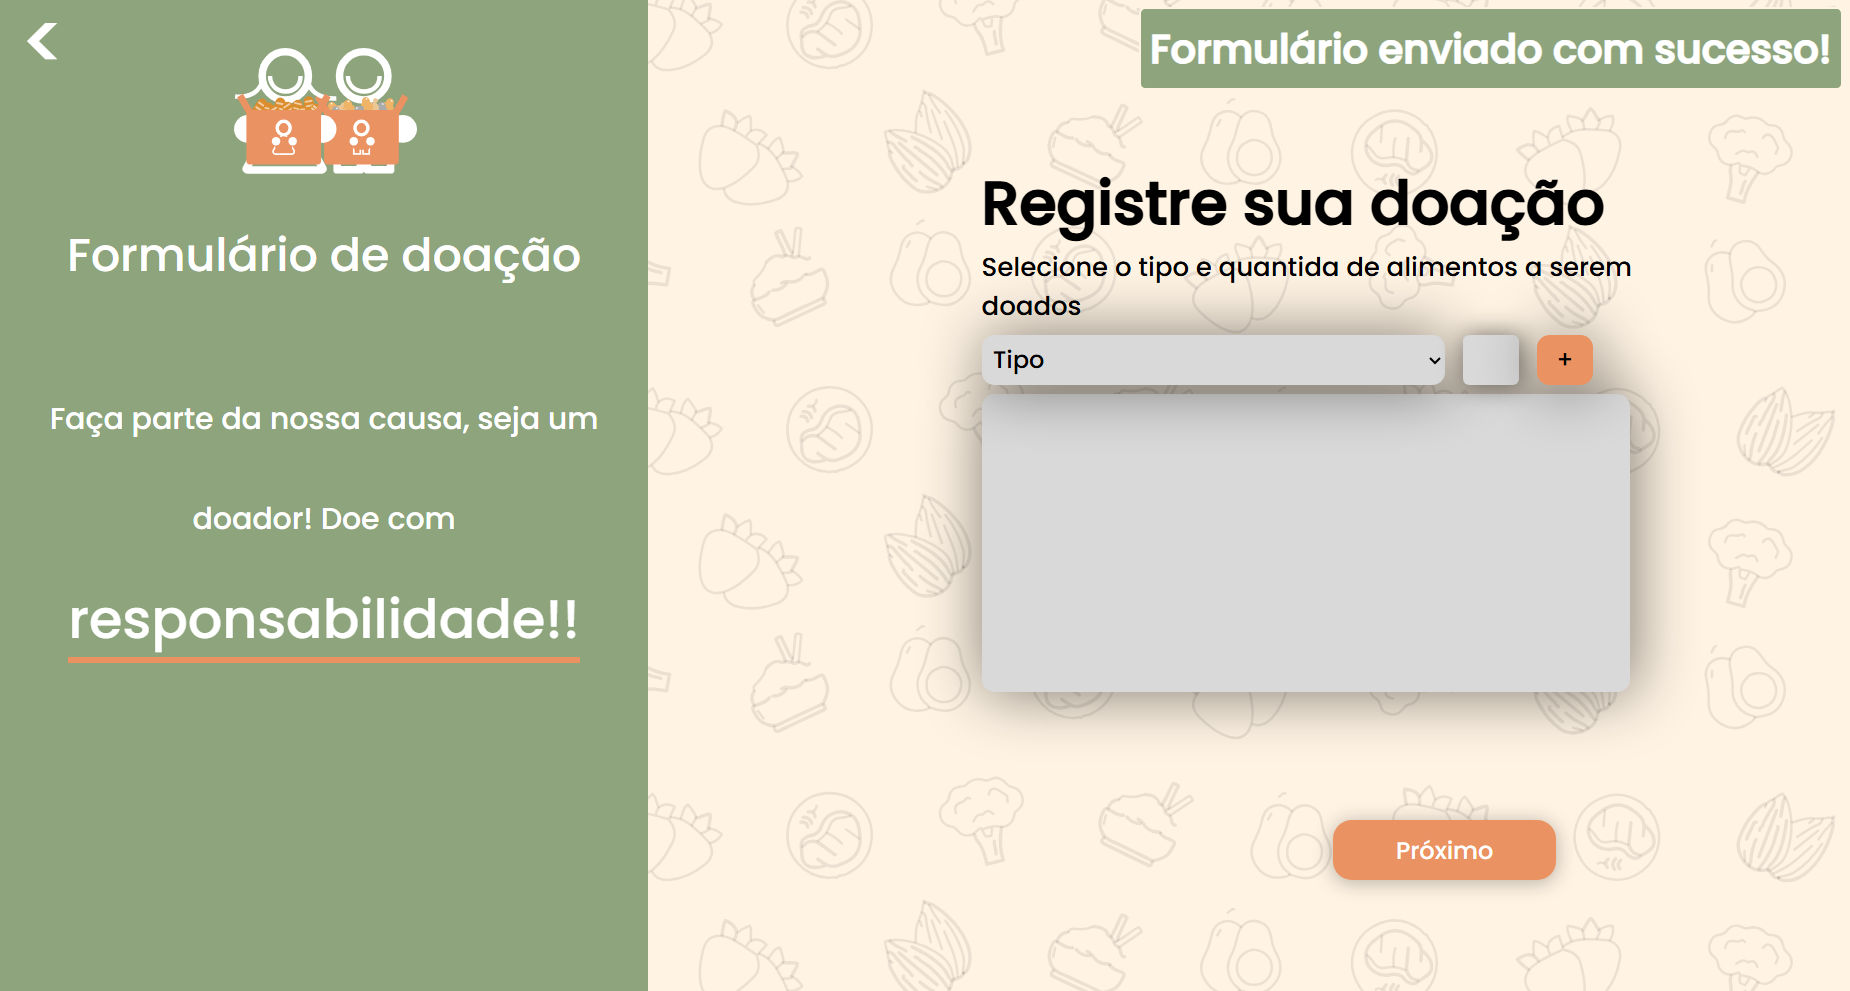 Formulário de doação
Faça parte da nossa causa, seja um
doador! Doe com
responsabilidade!!
Formulário enviado com sucesso!
Registre sua doação
Selecione o tipo e quantida de alimentos a serem
doados
Tipo
+
Próximo